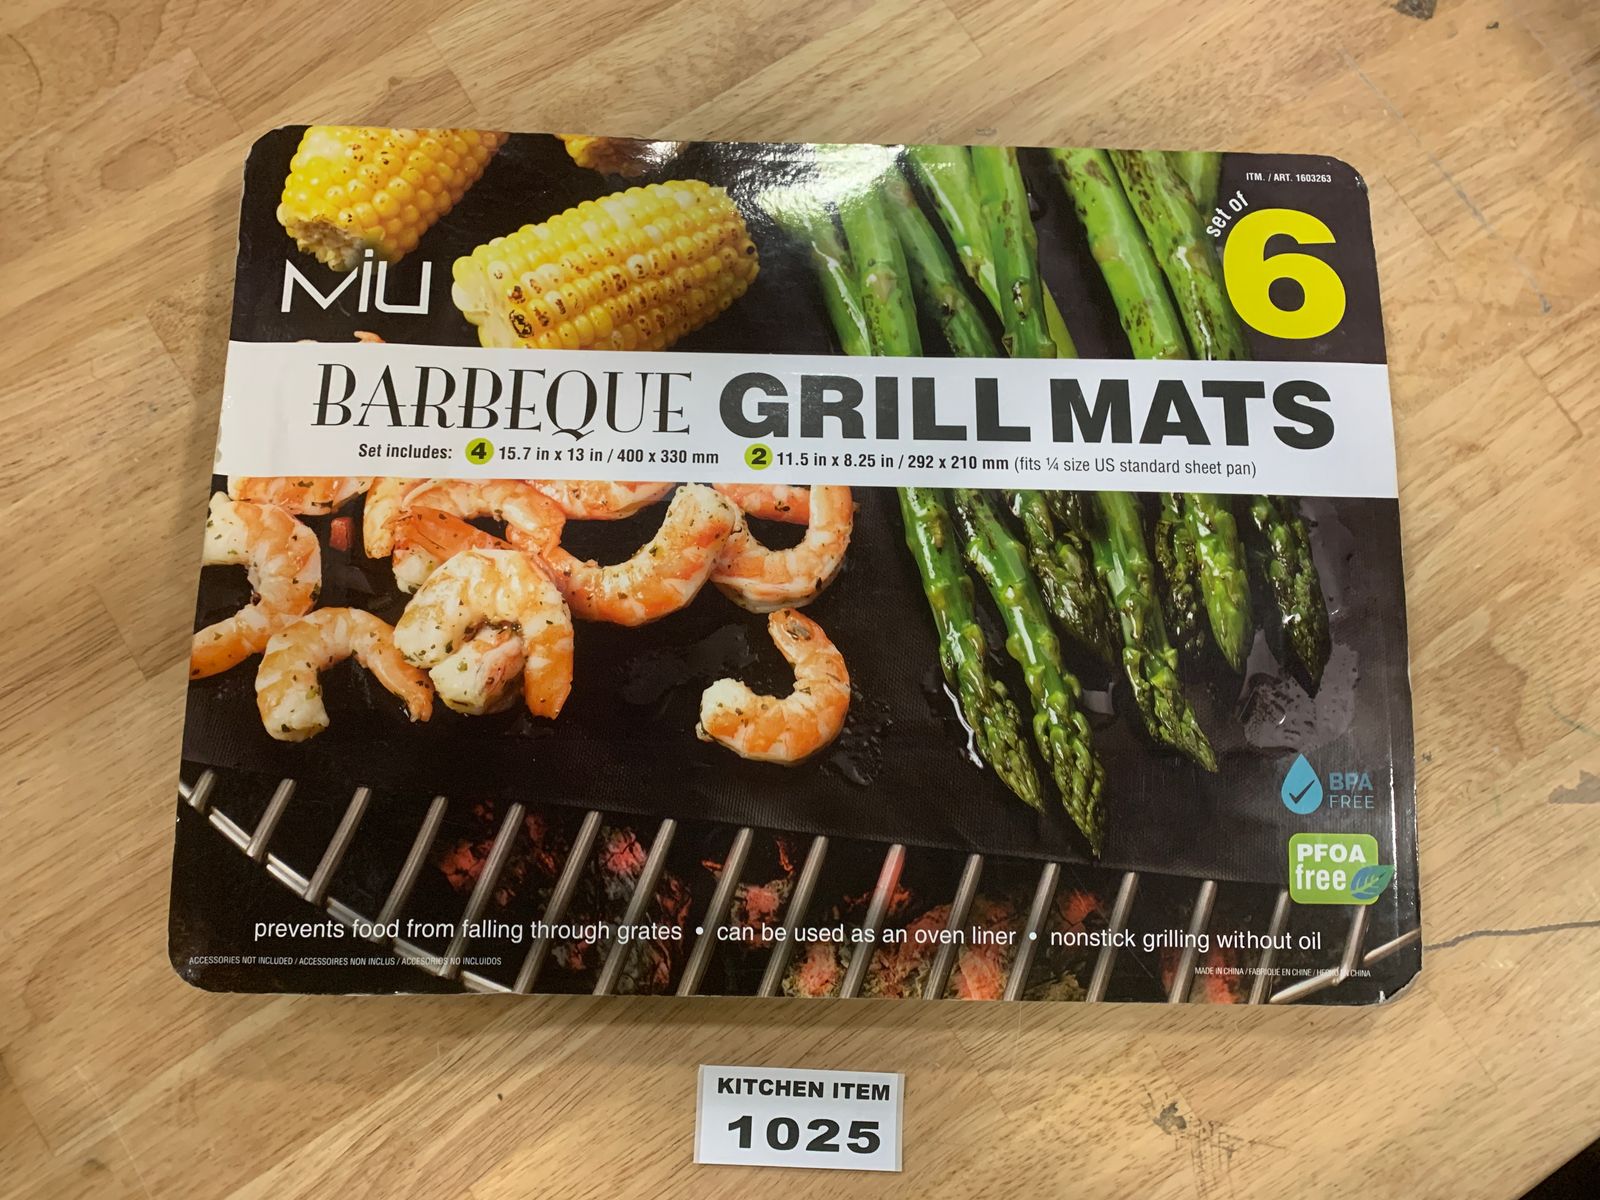 ITM. / ART. 1603263
set of
6
MIU
BARBEQUE GRILL MATS
Set includes: 4 15.7 in x 13 in / 400 x 330 mm 2 11.5 in x 8.25 in / 292 x 210 mm (fits ¼ size US standard sheet pan)
BPA
FREE
PFOA
free
prevents food from falling through grates • can be used as an oven liner • nonstick grilling without oil
ACCESSORIES NOT INCLUDED / ACCESSOIRES NON INCLUS / ACCESORIOS NO INCLUIDOS
MADE IN CHINA / FABRIQUÉ EN CHINE / HECHO EN CHINA
KITCHEN ITEM
1025